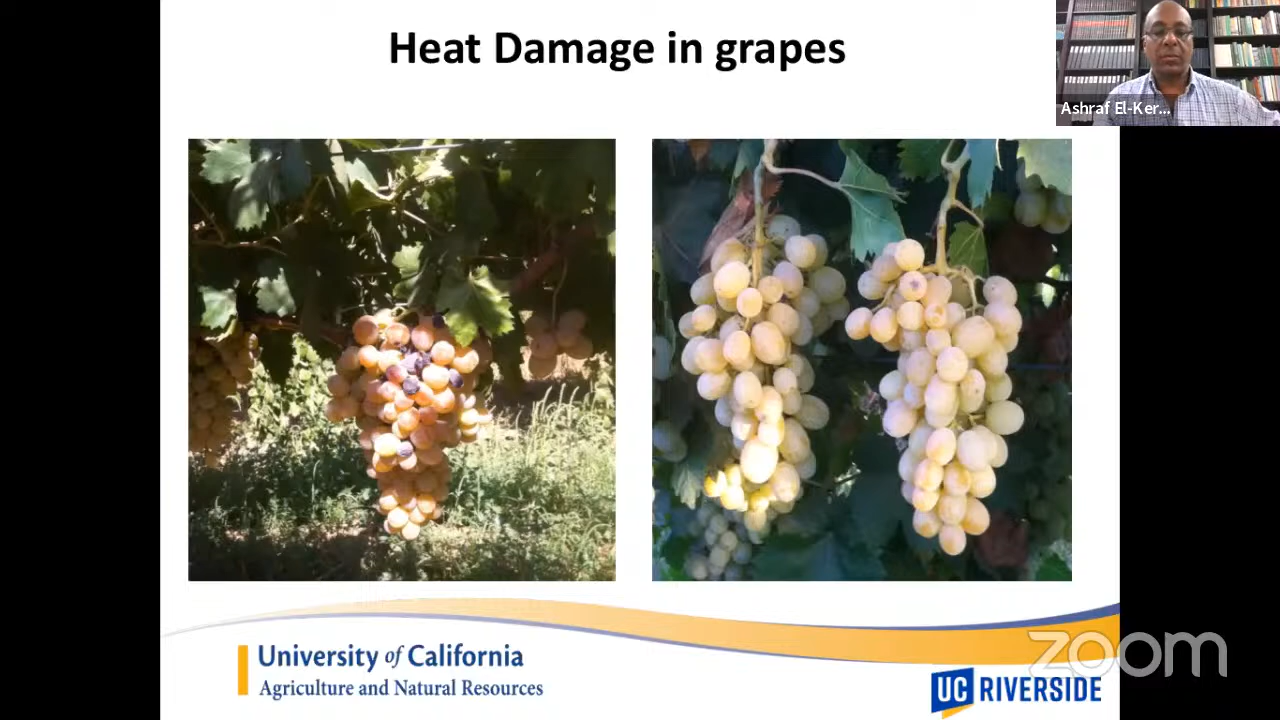 Heat Damage in grapes
Ashraf El-Ker...
University of California
Agriculture and Natural Resources
zoom
UC RIVERSIDE